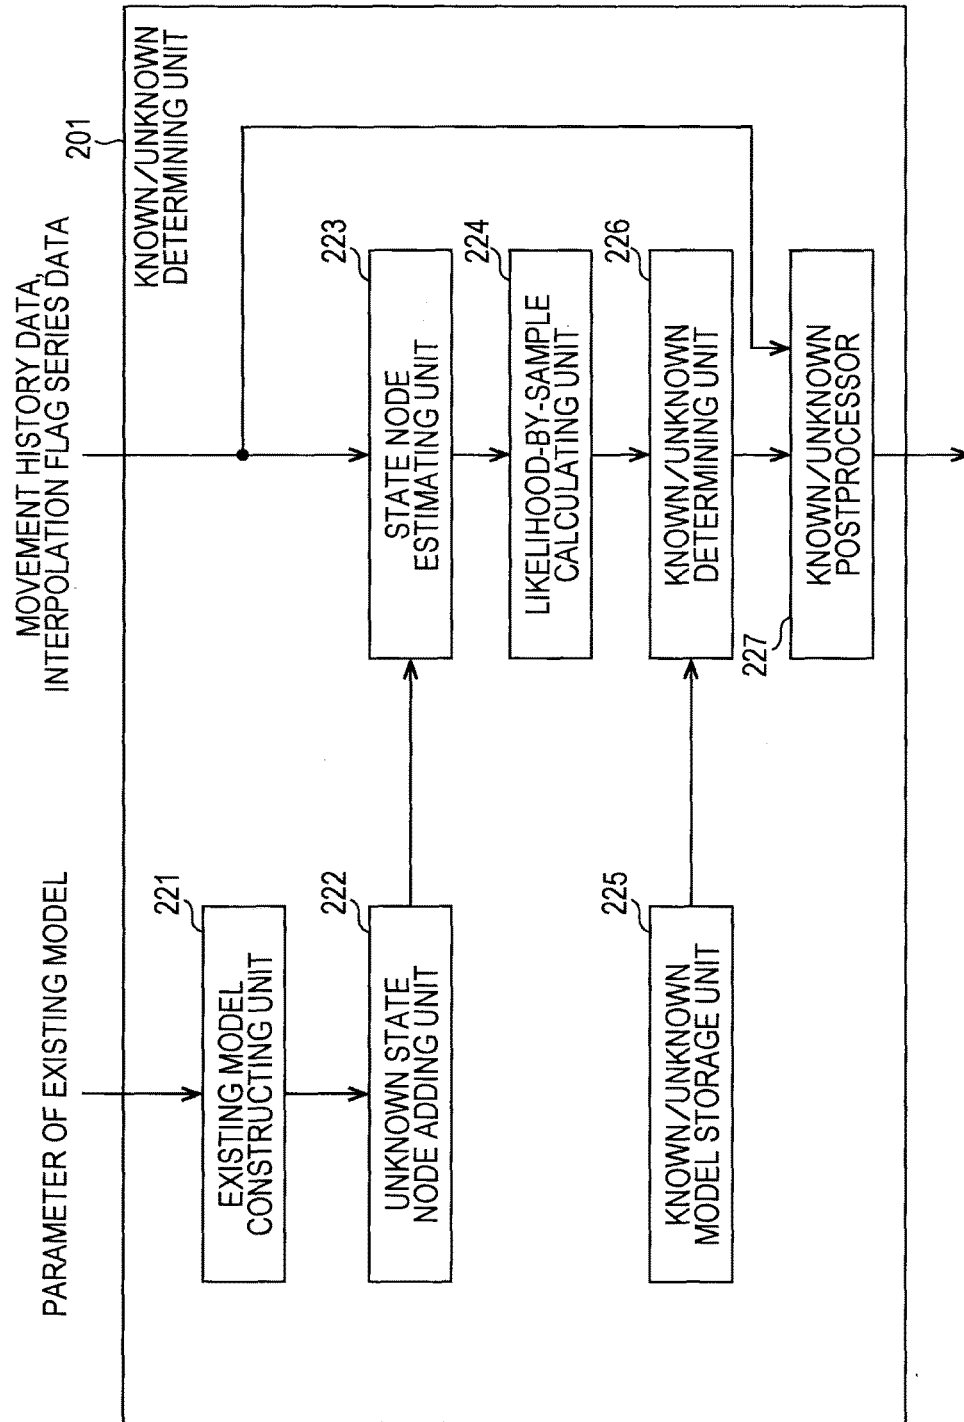 PARAMETER OF EXISTING MODEL
MOVEMENT HISTORY DATA,
INTERPOLATION FLAG SERIES DATA
201
KNOWN/UNKNOWN
DETERMINING UNIT
221
EXISTING MODEL
CONSTRUCTING UNIT
222
UNKNOWN STATE
NODE ADDING UNIT
223
STATE NODE
ESTIMATING UNIT
224
LIKELIHOOD-BY-SAMPLE
CALCULATING UNIT
225
KNOWN/UNKNOWN
MODEL STORAGE UNIT
226
KNOWN/UNKNOWN
DETERMINING UNIT
227
KNOWN/UNKNOWN
POSTPROCESSOR